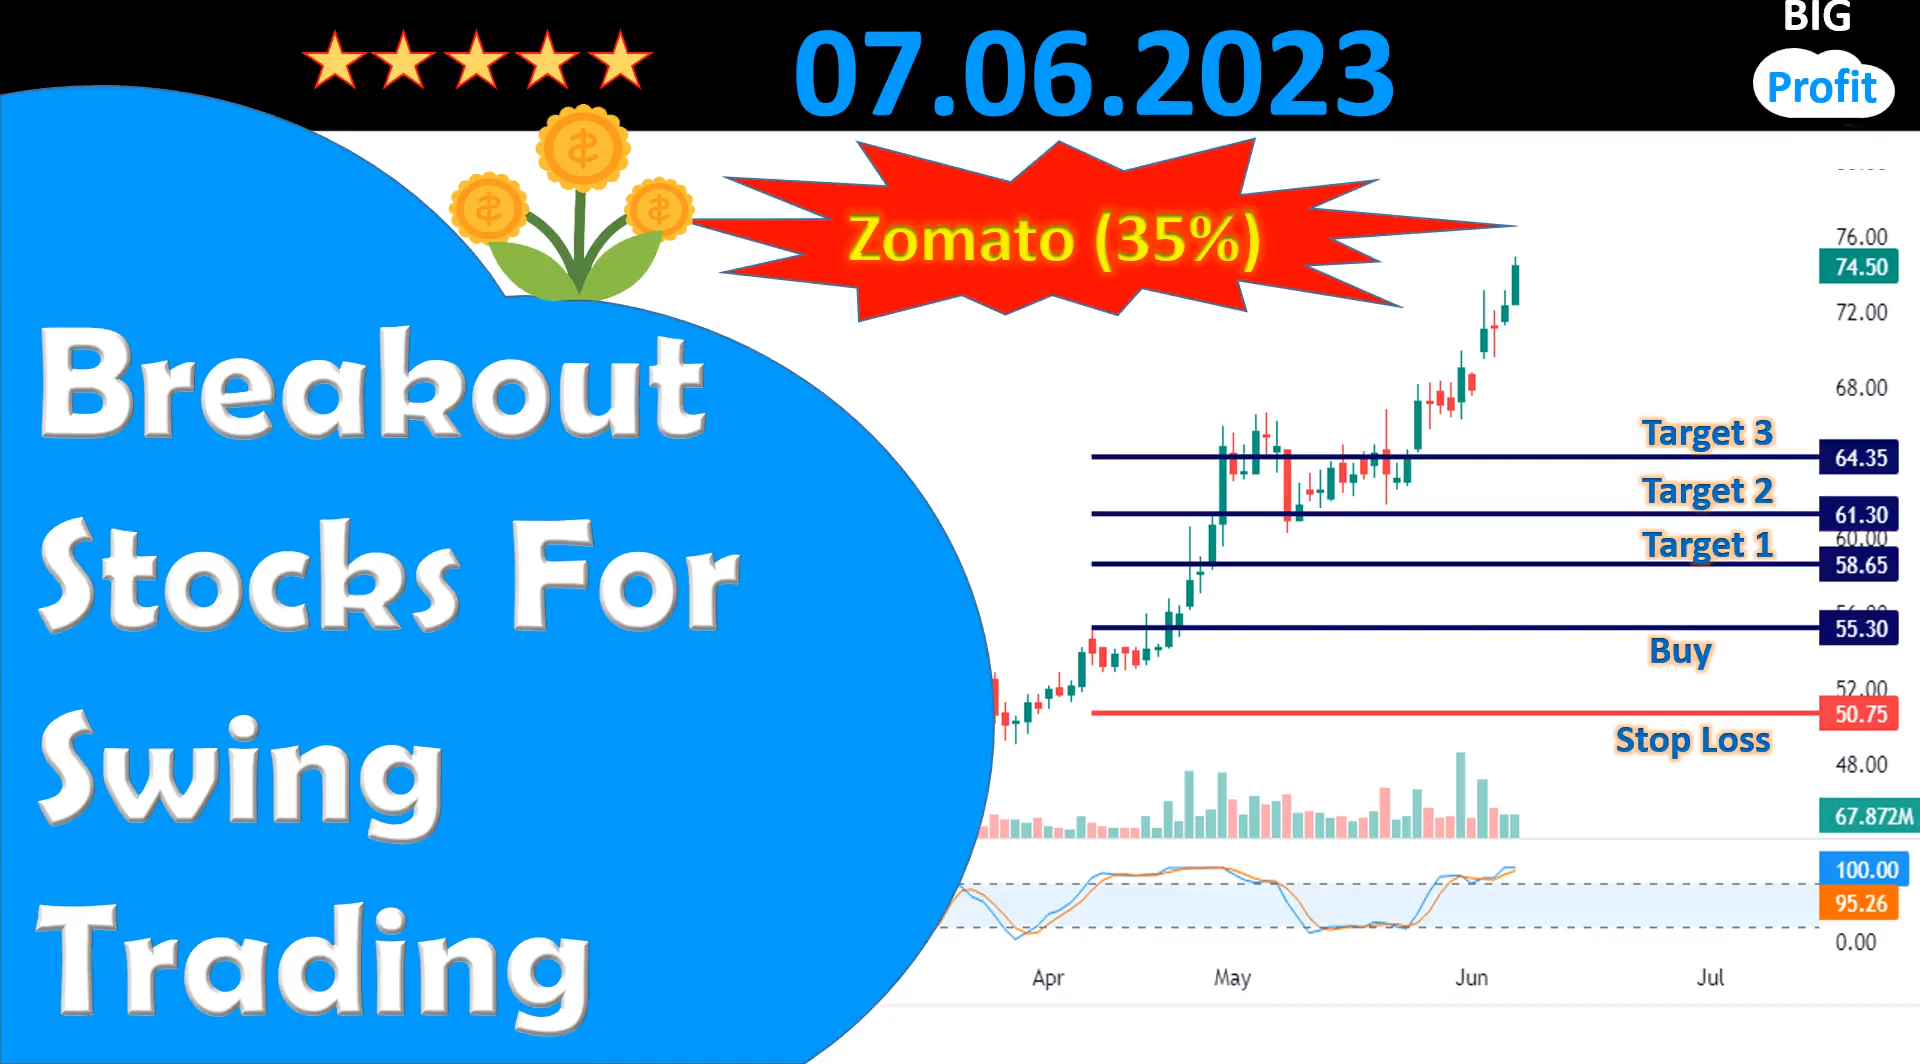 BIG
Profit
07.06.2023
Zomato (35%)
Breakout
Stocks For
Swing
Trading
76.00
74.50
72.00
68.00
Target 3
64.35
Target 2
61.30
60.00
Target 1
58.65
55.30
Buy
52.00
50.75
Stop Loss
48.00
67.872M
100.00
95.26
0.00
Apr May Jun Jul